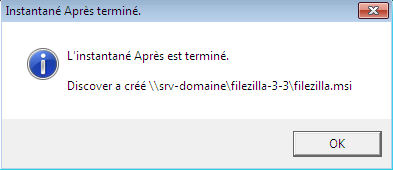 Instantané Après terminé.
L'instantané Après est terminé.
Discover a créé \\srv-domaine\filezilla-3-3\filezilla.msi
OK